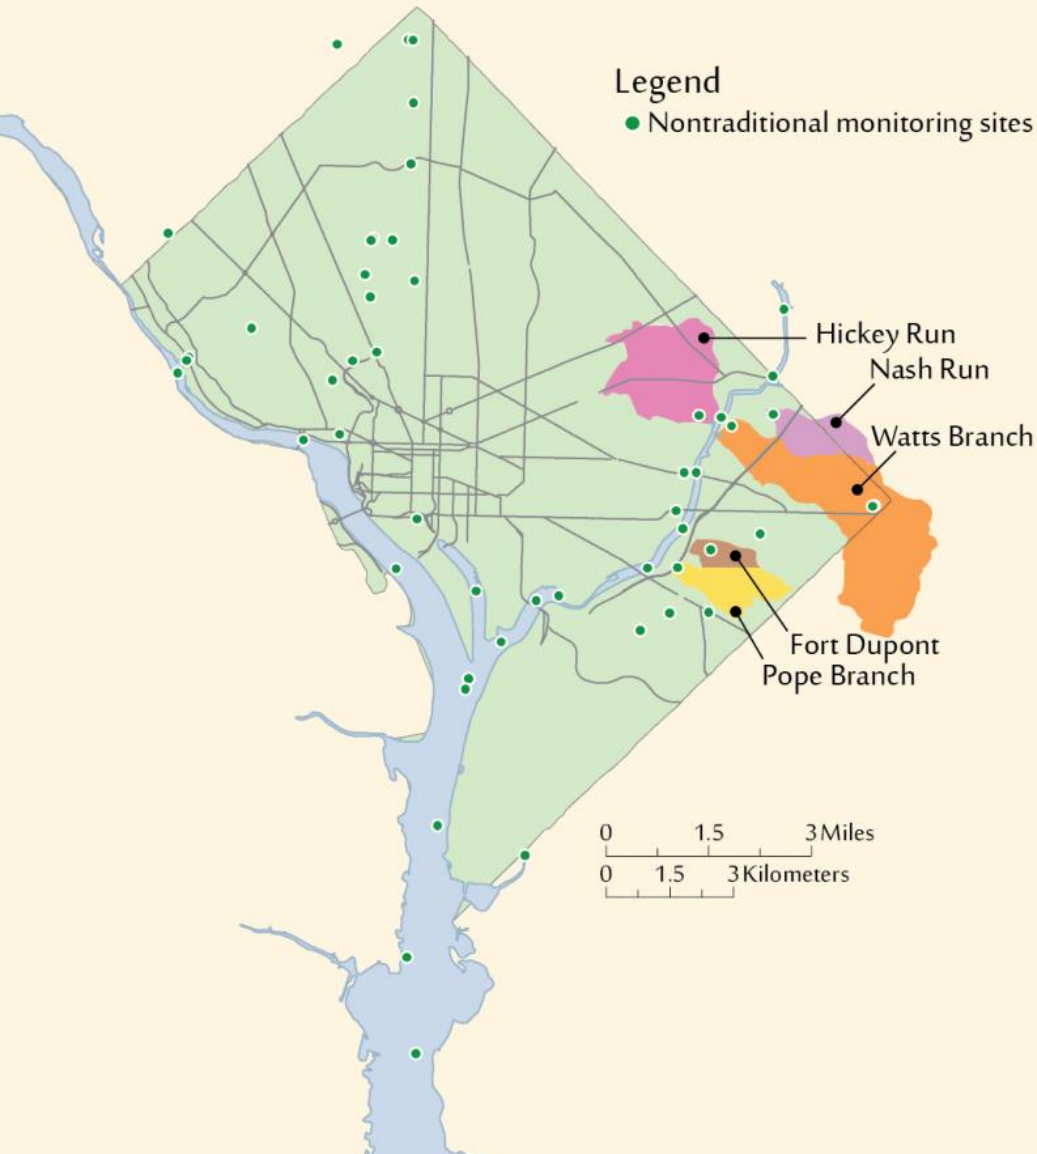 Legend
Nontraditional monitoring sites
Hickey Run
Nash Run
Watts Branch
Fort Dupont
Pope Branch
0 1.5 3 Miles
0 1.5 3 Kilometers